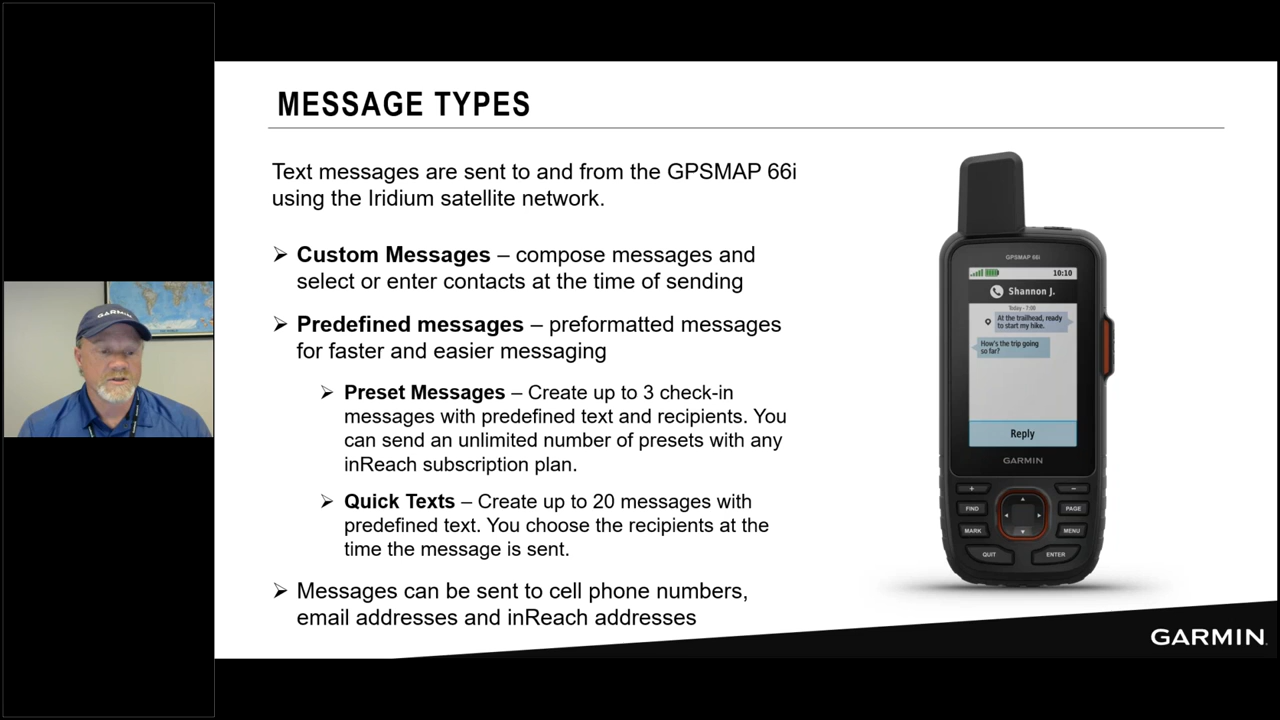 MESSAGE TYPES
Text messages are sent to and from the GPSMAP 66i
using the Iridium satellite network.
➢ Custom Messages – compose messages and
select or enter contacts at the time of sending
➢ Predefined messages – preformatted messages
for faster and easier messaging
➢ Preset Messages – Create up to 3 check-in
messages with predefined text and recipients. You
can send an unlimited number of presets with any
inReach subscription plan.
➢ Quick Texts – Create up to 20 messages with
predefined text. You choose the recipients at the
time the message is sent.
➢ Messages can be sent to cell phone numbers,
email addresses and inReach addresses
GPSMAP 66i
10:10
Shannon J.
Today - 7:00
At the trailhead, ready
to start my hike.
How's the trip going
so far?
Reply
GARMIN
+ −
FIND PAGE
MARK MENU
QUIT ENTER
GARMIN
GARMIN